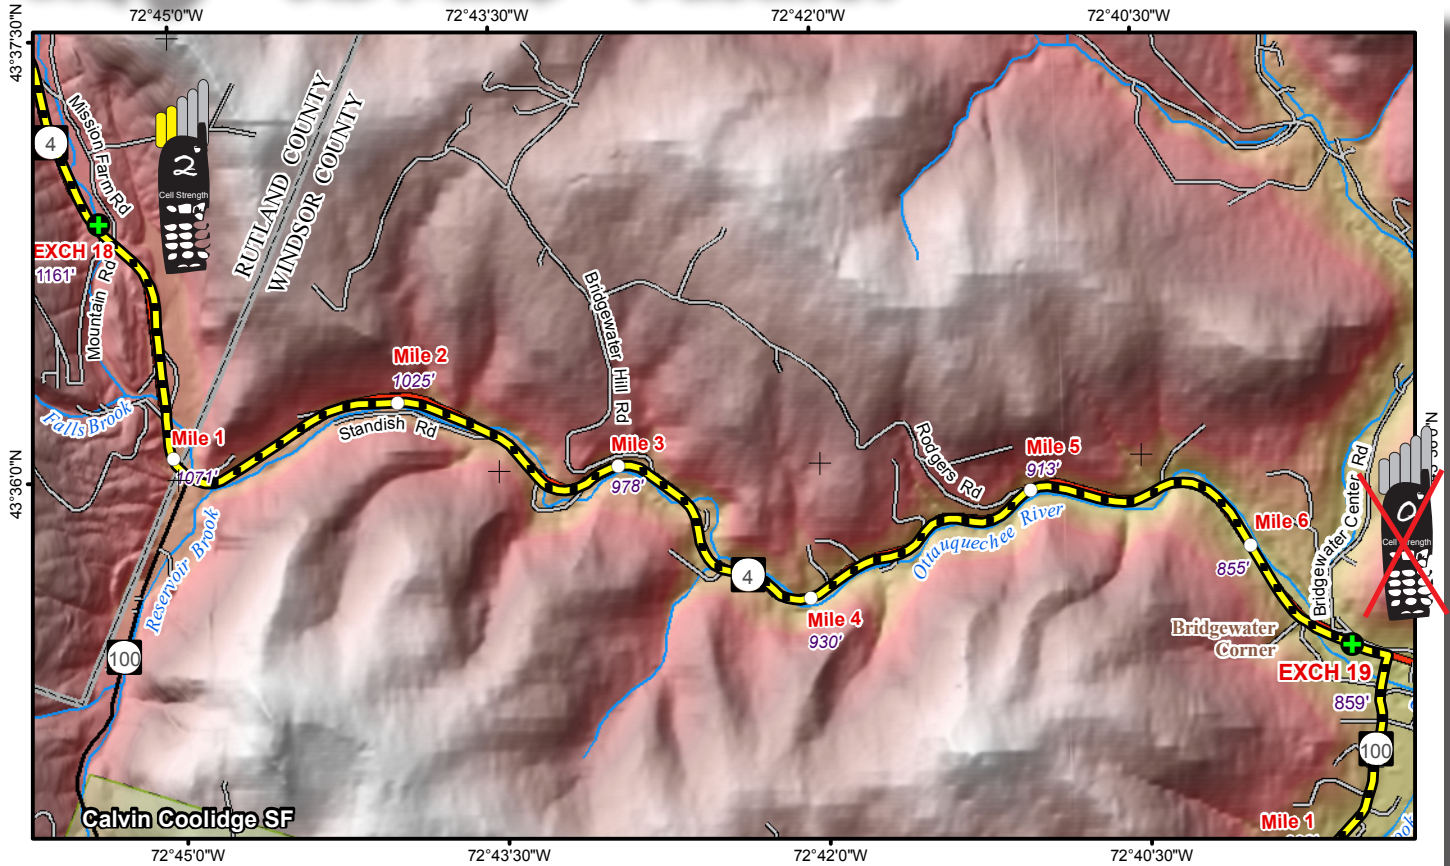 72°45'0"W
72°43'30"W
72°42'0"W
72°40'30"W
43°37'30"N
4
Mission Farm Rd
2
Cell Strength
RUTLAND COUNTY
WINDSOR COUNTY
EXCH 18
1161'
Mountain Rd
Bridgewater Hill Rd
Mile 2
1025'
Falls Brook
Standish Rd
Mile 1
1071'
Mile 3
978'
Rodgers Rd
Mile 5
913'
43°36'0"N
Reservoir Brook
Ottauquechee River
Mile 6
855'
Bridgewater Center Rd
0
Cell Strength
4
Mile 4
930'
Bridgewater
Corner
EXCH 19
859'
100
100
Calvin Coolidge SF
Mile 1
72°45'0"W
72°43'30"W
72°42'0"W
72°40'30"W